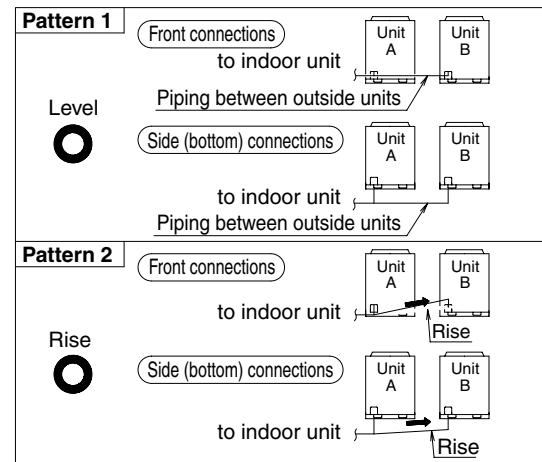 Pattern 1
Front connections
Unit A
Unit B
to indoor unit
Piping between outside units
Level
Side (bottom) connections
Unit A
Unit B
to indoor unit
Piping between outside units
Pattern 2
Front connections
Unit A
Unit B
to indoor unit
Rise
Rise
Side (bottom) connections
Unit A
Unit B
to indoor unit
Rise